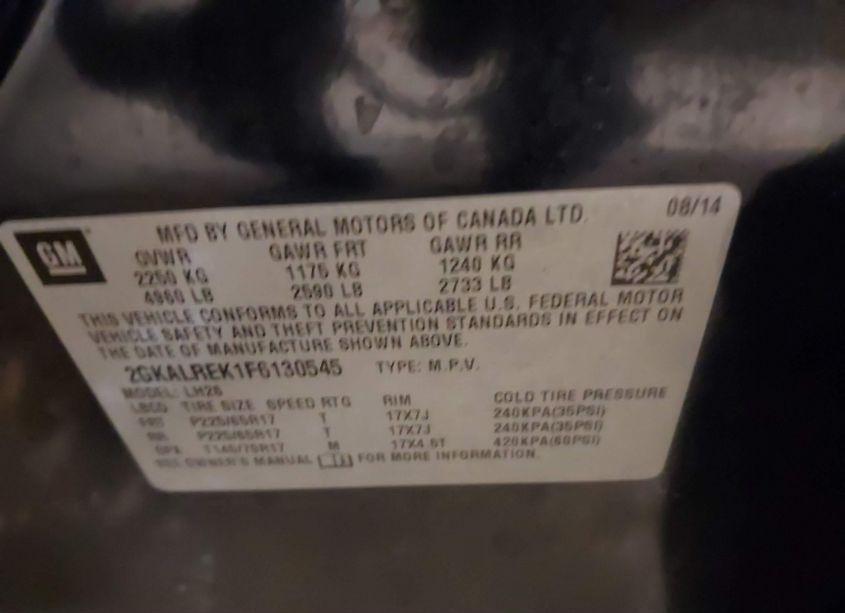 GM
MFD BY GENERAL MOTORS OF CANADA LTD. 08/14
GVWR GAWR FRT GAWR RR
2250 KG 1175 KG 1240 KG
4960 LB 2590 LB 2733 LB
THIS VEHICLE CONFORMS TO ALL APPLICABLE U.S. FEDERAL MOTOR
VEHICLE SAFETY AND THEFT PREVENTION STANDARDS IN EFFECT ON
THE DATE OF MANUFACTURE SHOWN ABOVE.
2GKALREK1F6130545 TYPE: M.P.V.
MODEL: LH26
TIRE SIZE SPEED RTG RIM COLD TIRE PRESSURE
FRT P225/65R17 T 17X7J 240KPA(35PSI)
RR P225/65R17 T 17X7J 240KPA(35PSI)
SPA T145/70R17 M 17X4.5T 420KPA(60PSI)
SEE OWNER'S MANUAL FOR MORE INFORMATION.